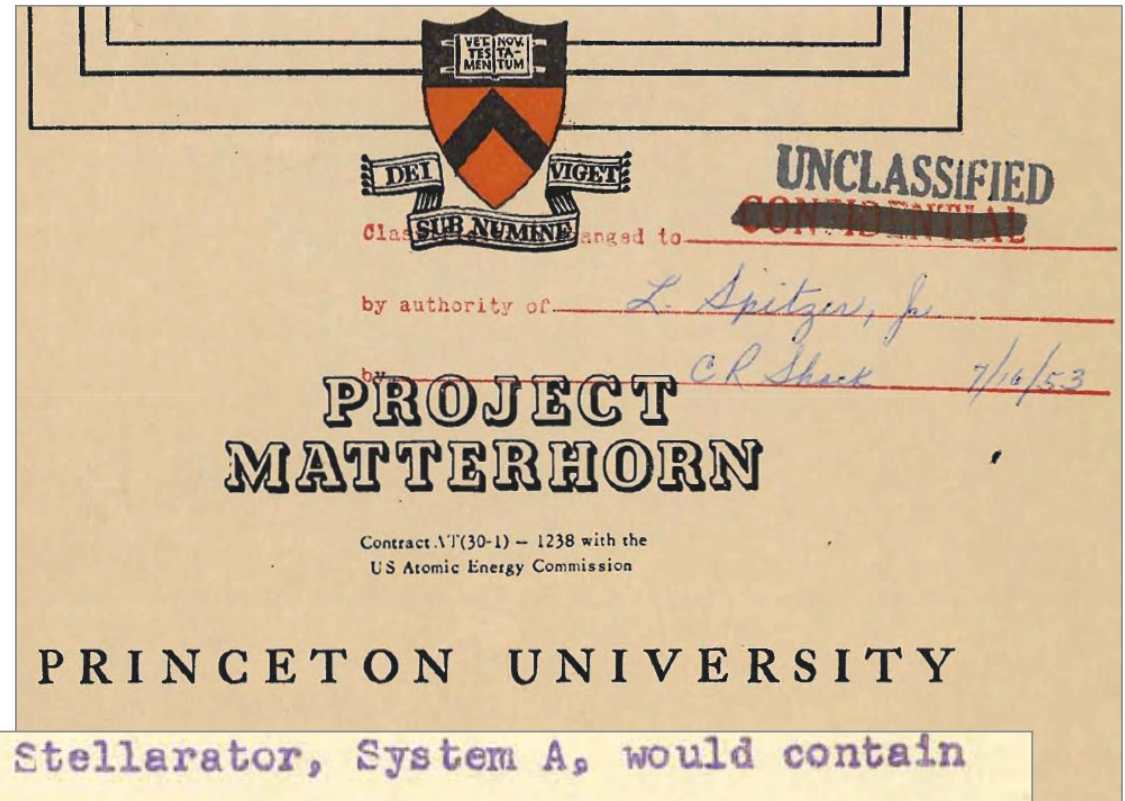 VET. NOV.
TES TA-
MEN TUM
DEI VIGET
SUB NUMINE
UNCLASSIFIED
CONFIDENTIAL
anged to
by authority of L. Spitzer, Jr.
by C R Shack 7/16/53
PROJECT
MATTERHORN
Contract AT(30-1) – 1238 with the
US Atomic Energy Commission
PRINCETON UNIVERSITY
Stellarator, System A, would contain